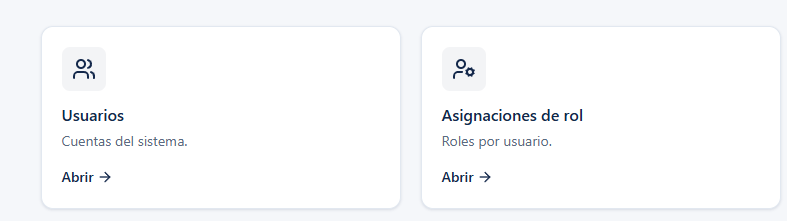 Usuarios
Cuentas del sistema.
Abrir →
Asignaciones de rol
Roles por usuario.
Abrir →